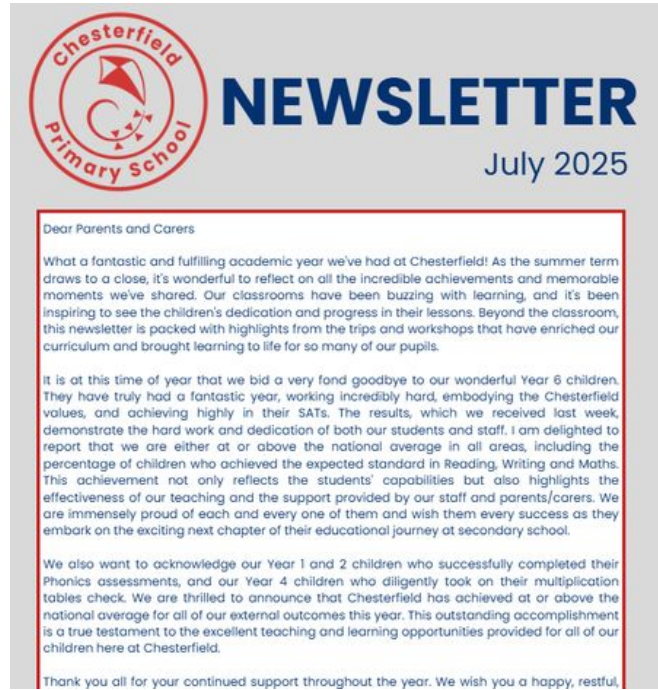 Chesterfield
Primary School
NEWSLETTER
July 2025
Dear Parents and Carers
What a fantastic and fulfilling academic year we've had at Chesterfield! As the summer term
draws to a close, it's wonderful to reflect on all the incredible achievements and memorable
moments we've shared. Our classrooms have been buzzing with learning, and it's been
inspiring to see the children's dedication and progress in their lessons. Beyond the classroom,
this newsletter is packed with highlights from the trips and workshops that have enriched our
curriculum and brought learning to life for so many of our pupils.
It is at this time of year that we bid a very fond goodbye to our wonderful Year 6 children.
They have truly had a fantastic year, working incredibly hard, embodying the Chesterfield
values, and achieving highly in their SATs. The results, which we received last week,
demonstrate the hard work and dedication of both our students and staff. I am delighted to
report that we are either at or above the national average in all areas, including the
percentage of children who achieved the expected standard in Reading, Writing and Maths.
This achievement not only reflects the students' capabilities but also highlights the
effectiveness of our teaching and the support provided by our staff and parents/carers. We
are immensely proud of each and every one of them and wish them every success as they
embark on the exciting next chapter of their educational journey at secondary school.
We also want to acknowledge our Year 1 and 2 children who successfully completed their
Phonics assessments, and our Year 4 children who diligently took on their multiplication
tables check. We are thrilled to announce that Chesterfield has achieved at or above the
national average for all of our external outcomes this year. This outstanding accomplishment
is a true testament to the excellent teaching and learning opportunities provided for all of our
children here at Chesterfield.
Thank you all for your continued support throughout the year. We wish you a happy, restful,